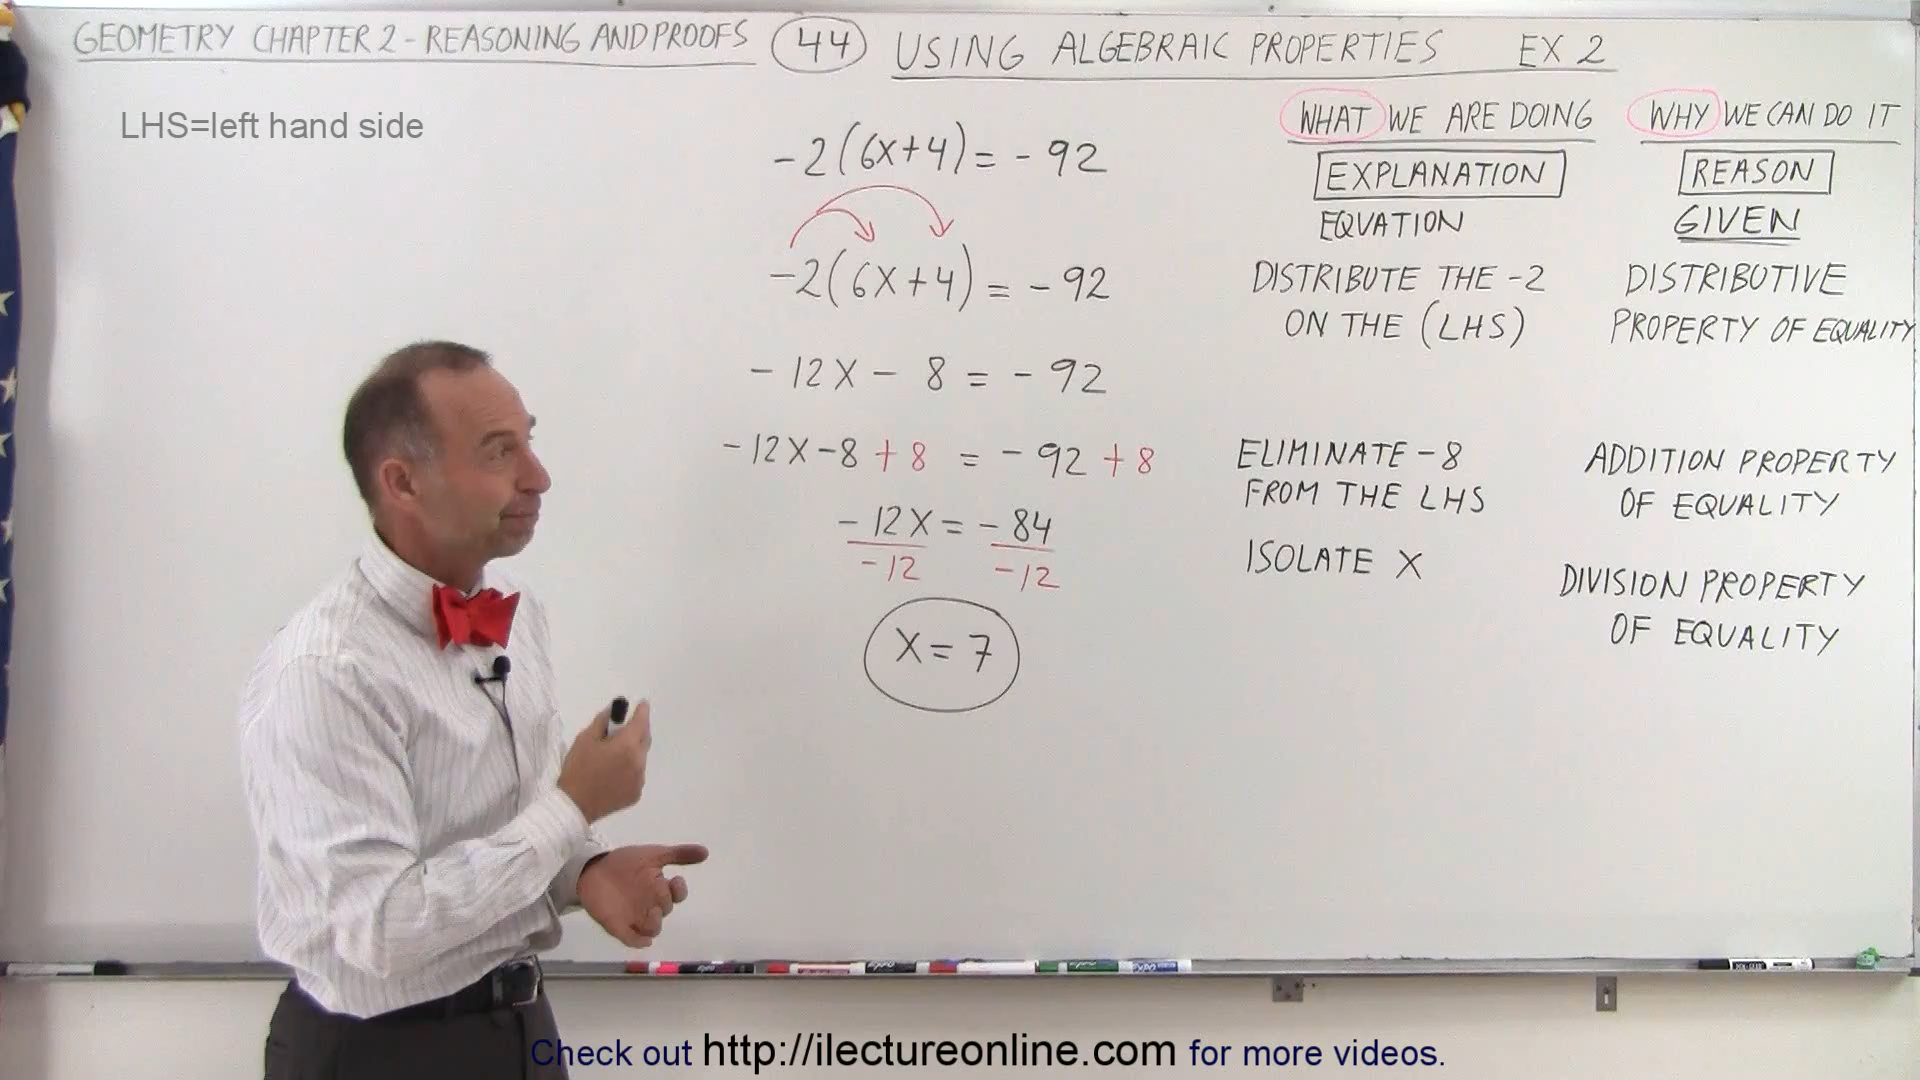 GEOMETRY CHAPTER 2 - REASONING AND PROOFS 44 USING ALGEBRAIC PROPERTIES EX 2
LHS=left hand side
-2(6X+4) = -92
-2(6X+4) = -92
-12X - 8 = -92
-12X-8 + 8 = -92 + 8
-12X = -84
-12 -12
X = 7
WHAT WE ARE DOING
EXPLANATION
EQUATION
DISTRIBUTE THE -2
ON THE (LHS)
ELIMINATE -8
FROM THE LHS
ISOLATE X
WHY WE CAN DO IT
REASON
GIVEN
DISTRIBUTIVE
PROPERTY OF EQUALITY
ADDITION PROPERTY
OF EQUALITY
DIVISION PROPERTY
OF EQUALITY
Check out http://ilectureonline.com for more videos.